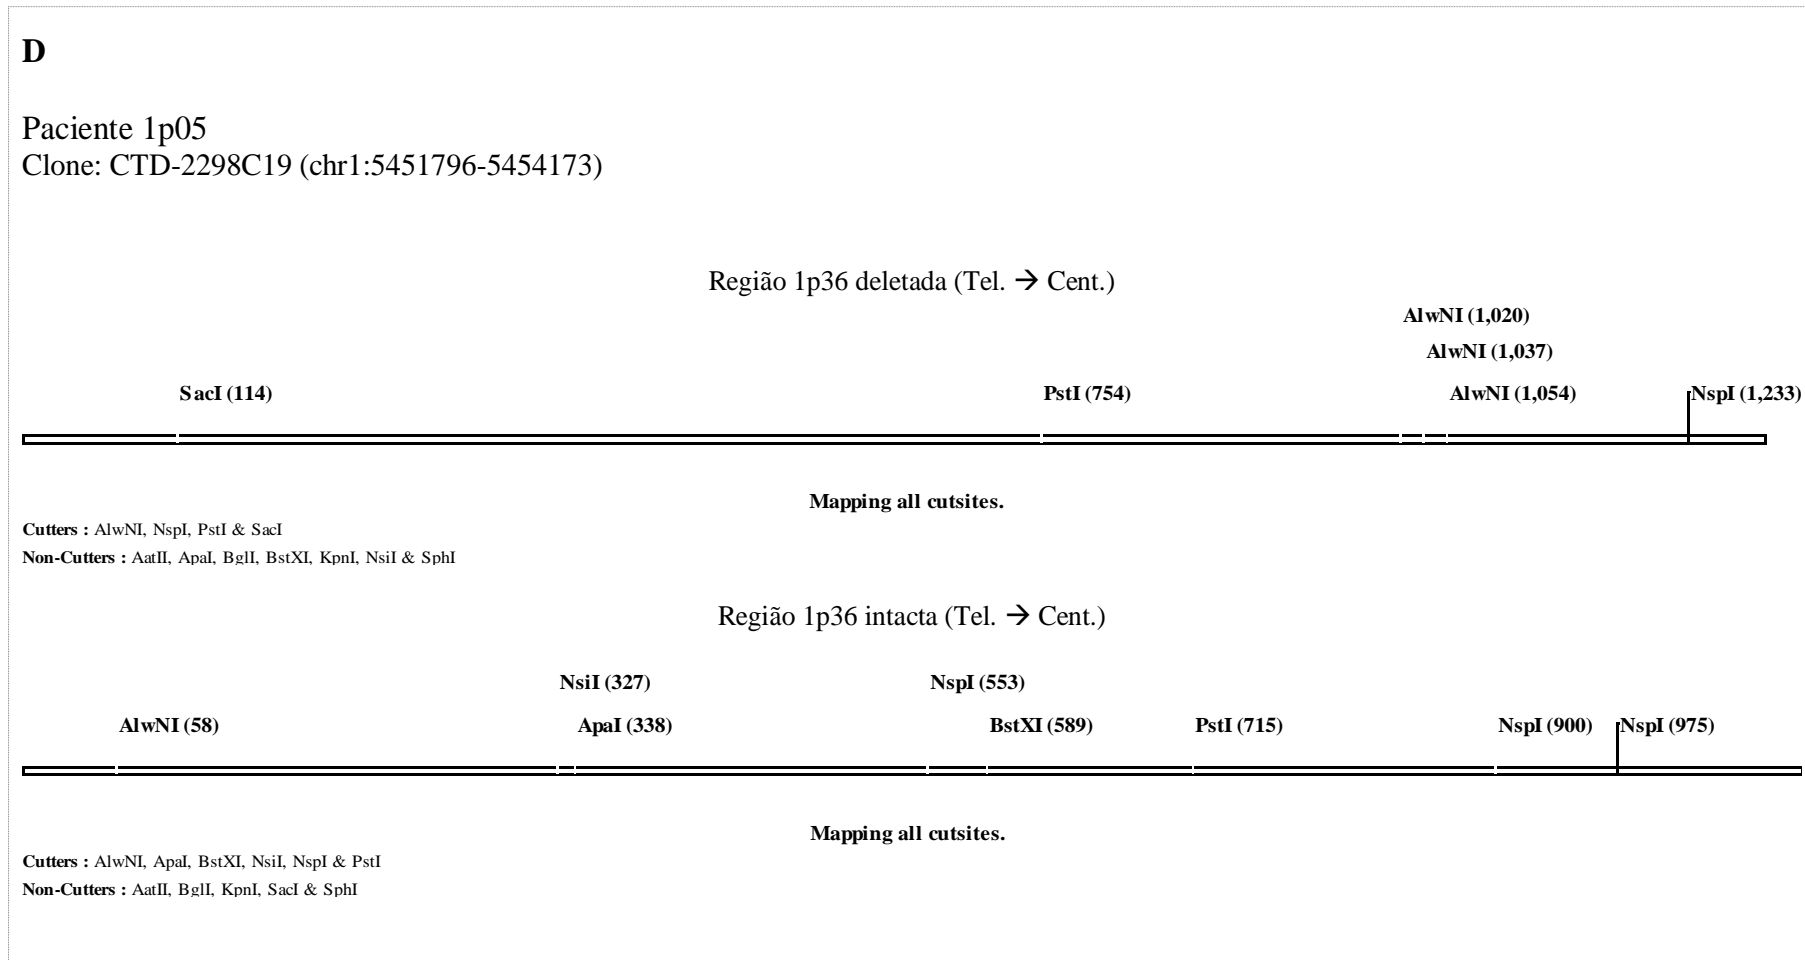 D
Paciente 1p05
Clone: CTD-2298C19 (chr1:5451796-5454173)
Região 1p36 deletada (Tel. → Cent.)
AlwNI (1,020)
AlwNI (1,037)
SacI (114) PstI (754) AlwNI (1,054) NspI (1,233)
Mapping all cutsites.
Cutters : AlwNI, NspI, PstI & SacI
Non-Cutters : AatII, ApaI, BglI, BstXI, KpnI, NsiI & SphI
Região 1p36 intacta (Tel. → Cent.)
NsiI (327) NspI (553)
AlwNI (58) ApaI (338) BstXI (589) PstI (715) NspI (900) NspI (975)
Mapping all cutsites.
Cutters : AlwNI, ApaI, BstXI, NsiI, NspI & PstI
Non-Cutters : AatII, BglI, KpnI, SacI & SphI